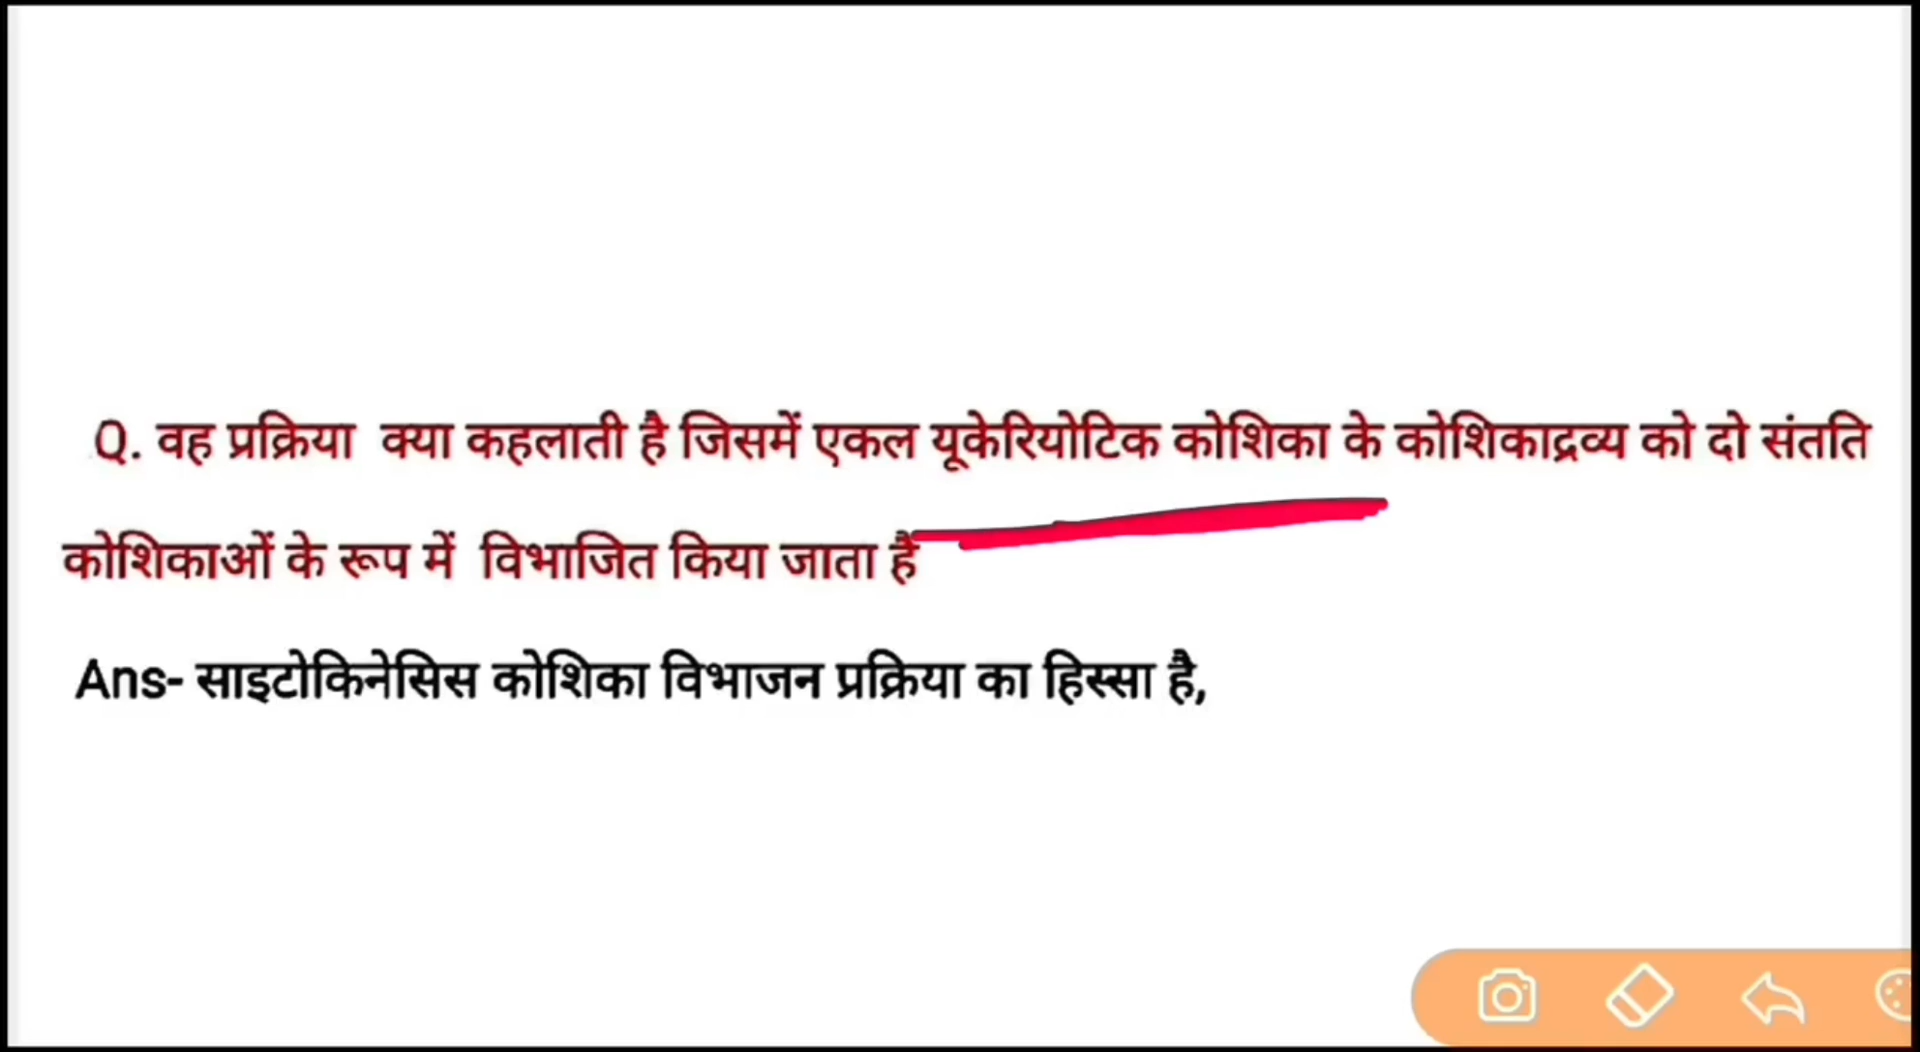 Q. वह प्रक्रिया क्या कहलाती है जिसमें एकल यूकेरियोटिक कोशिका के कोशिकाद्रव्य को दो संतति
कोशिकाओं के रूप में विभाजित किया जाता है
Ans- साइटोकिनेसिस कोशिका विभाजन प्रक्रिया का हिस्सा है,